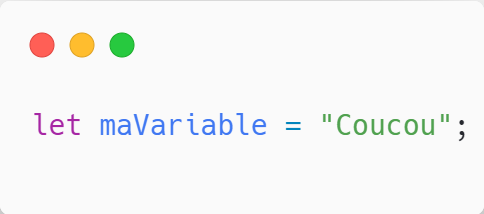 let maVariable = "Coucou";